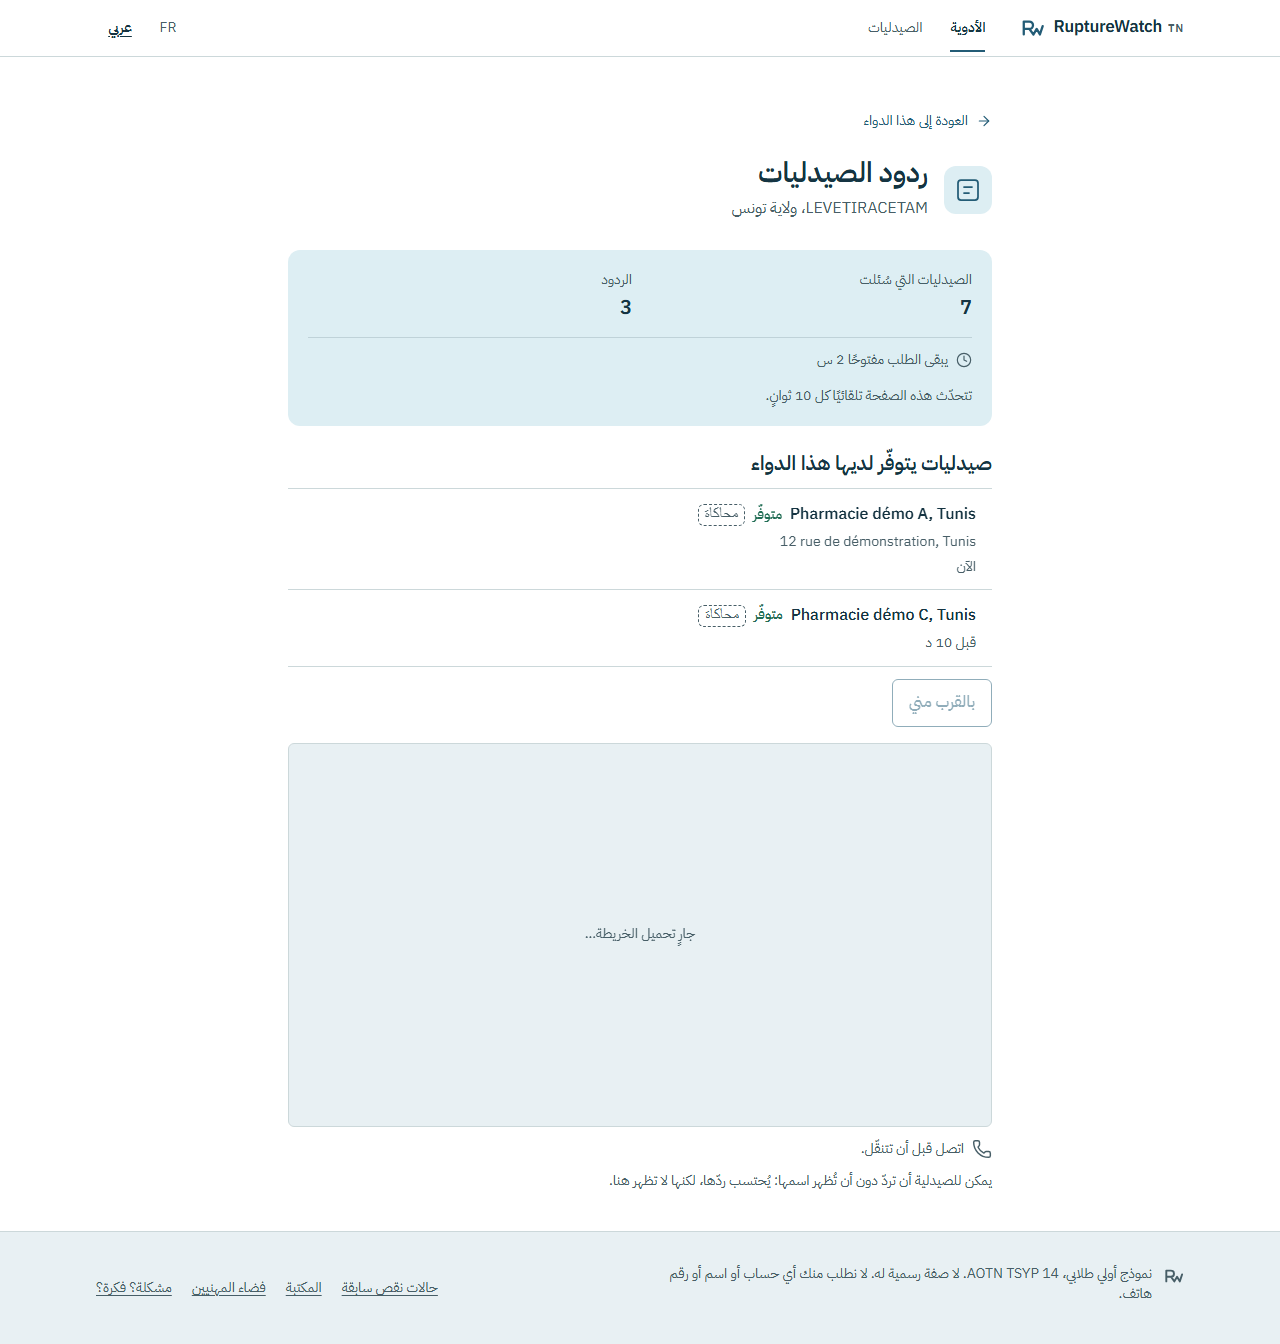 RuptureWatch TN
الأدوية
الصيدليات
FR
عربي
العودة إلى هذا الدواء
ردود الصيدليات
LEVETIRACETAM، ولاية تونس
الصيدليات التي سُئلت
7
الردود
3
يبقى الطلب مفتوحًا 2 س
تتحدّث هذه الصفحة تلقائيًا كل 10 ثوانٍ.
صيدليات يتوفّر لديها هذا الدواء
Pharmacie démo A, Tunis متوفّر محاكاة
12 rue de démonstration, Tunis
الآن
Pharmacie démo C, Tunis متوفّر محاكاة
قبل 10 د
بالقرب مني
جارٍ تحميل الخريطة…
اتصل قبل أن تتنقّل.
يمكن للصيدلية أن تردّ دون أن تُظهر اسمها: يُحتسب ردّها، لكنها لا تظهر هنا.
نموذج أولي طلابي، AOTN TSYP 14. لا صفة رسمية له. لا نطلب منك أي حساب أو اسم أو رقم
هاتف.
حالات نقص سابقة
المكتبة
فضاء المهنيين
مشكلة؟ فكرة؟